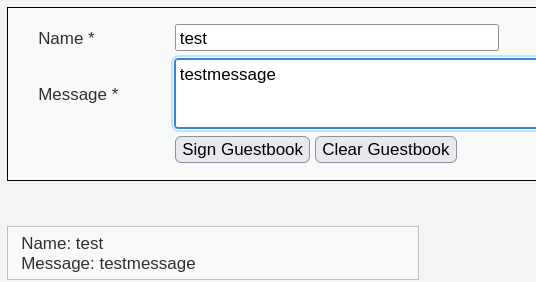 Name * test
Message * testmessage
Sign Guestbook Clear Guestbook
Name: test
Message: testmessage